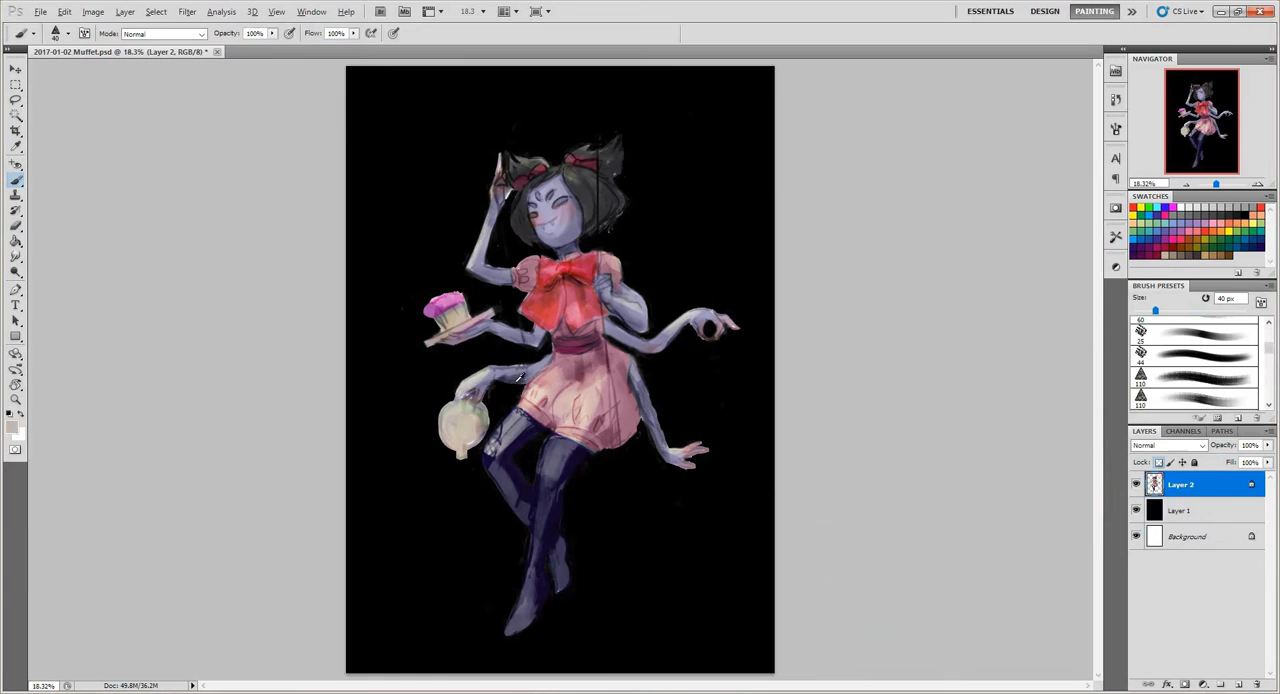 Ps File Edit Image Layer Select Filter Analysis 3D View Window Help Br Mb 18.3 ESSENTIALS DESIGN PAINTING CS Live
40 Mode: Normal Opacity: 100% Flow: 100%
2017-01-02 Muffet.psd @ 18.3% (Layer 2, RGB/8) *
NAVIGATOR
18.32%
SWATCHES
BRUSH PRESETS
Size: 40 px
60
25
44
110
110
LAYERS CHANNELS PATHS
Normal Opacity: 100%
Lock: Fill: 100%
Layer 2
Layer 1
Background
18.32% Doc: 49.8M/36.2M